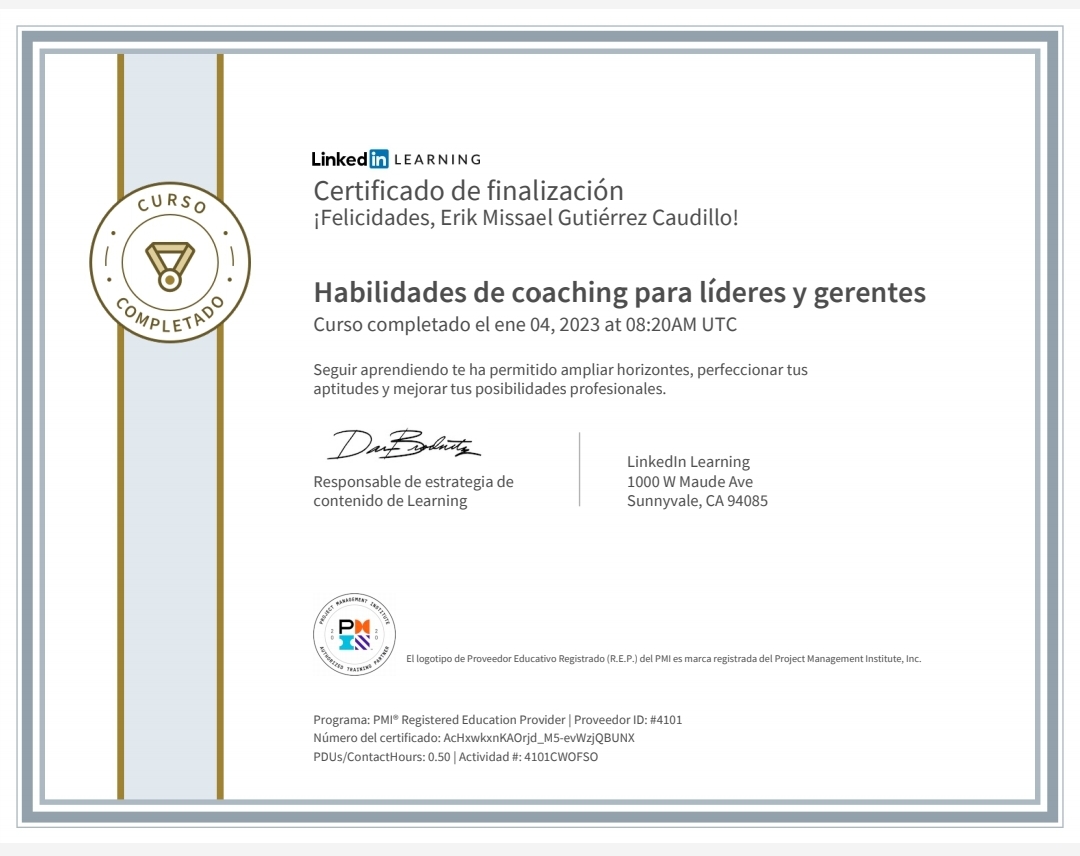 CURSO
COMPLETADO
Linkedin LEARNING
Certificado de finalización
¡Felicidades, Erik Missael Gutiérrez Caudillo!
Habilidades de coaching para líderes y gerentes
Curso completado el ene 04, 2023 at 08:20AM UTC
Seguir aprendiendo te ha permitido ampliar horizontes, perfeccionar tus
aptitudes y mejorar tus posibilidades profesionales.
Responsable de estrategia de
contenido de Learning
LinkedIn Learning
1000 W Maude Ave
Sunnyvale, CA 94085
PROJECT MANAGEMENT INSTITUTE
20 20
PMI
AUTHORIZED TRAINING PARTNER
El logotipo de Proveedor Educativo Registrado (R.E.P.) del PMI es marca registrada del Project Management Institute, Inc.
Programa: PMI® Registered Education Provider | Proveedor ID: #4101
Número del certificado: AcHxwkxnKAOrjd_M5-evWzjQBUNX
PDUs/ContactHours: 0.50 | Actividad #: 4101CWOFSO